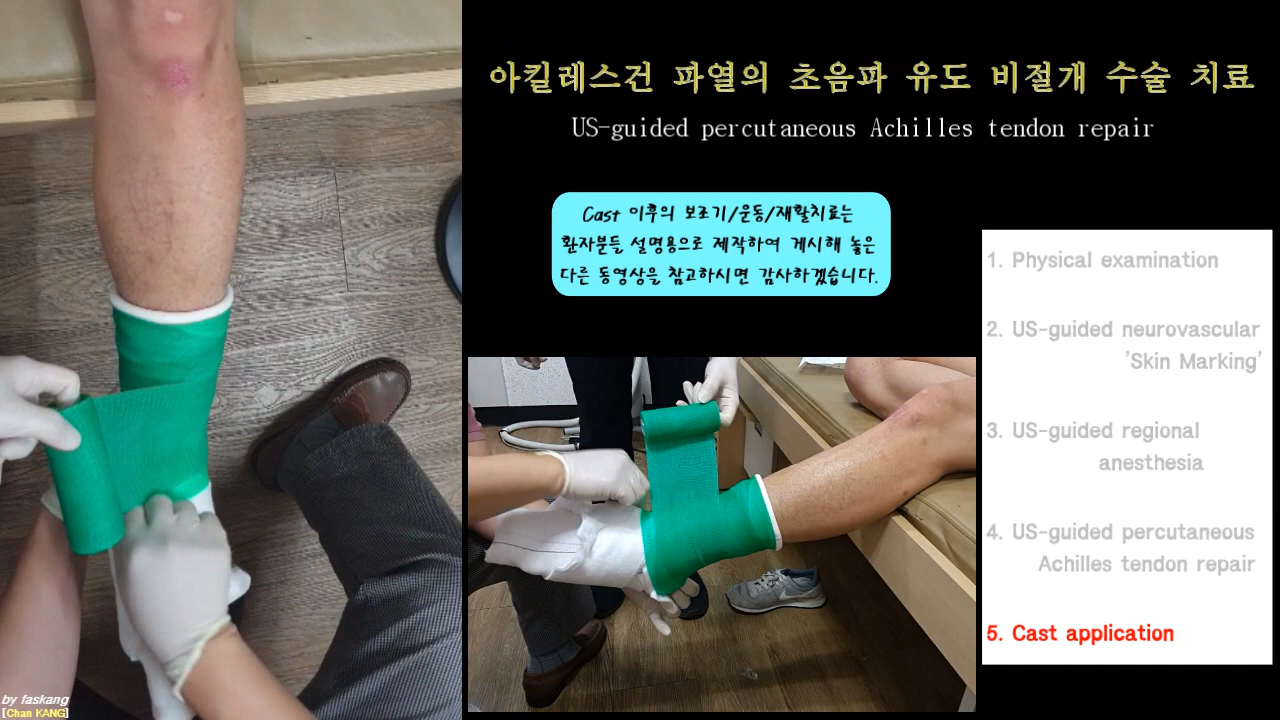 아킬레스건 파열의 초음파 유도 비절개 수술 치료
US-guided percutaneous Achilles tendon repair
Cast 이후의 보조기/운동/재활치료는
환자분들 설명용으로 제작하여 게시해 놓은
다른 동영상을 참고하시면 감사하겠습니다.
1. Physical examination
2. US-guided neurovascular
'Skin Marking'
3. US-guided regional
anesthesia
4. US-guided percutaneous
Achilles tendon repair
5. Cast application
by faskang
[Chan KANG]